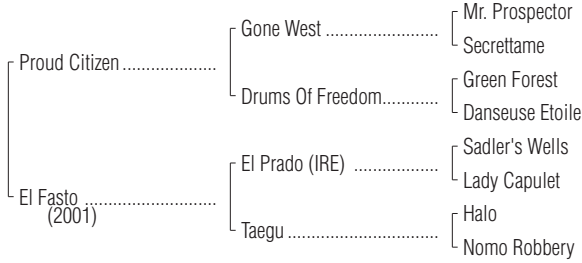 Mr. Prospector
Gone West ......................
Secrettame
Proud Citizen ...................
Green Forest
Drums Of Freedom...........
Danseuse Etoile
Sadler's Wells
El Prado (IRE) .................
Lady Capulet
El Fasto ..........................
(2001)
Halo
Taegu ..............................
Nomo Robbery